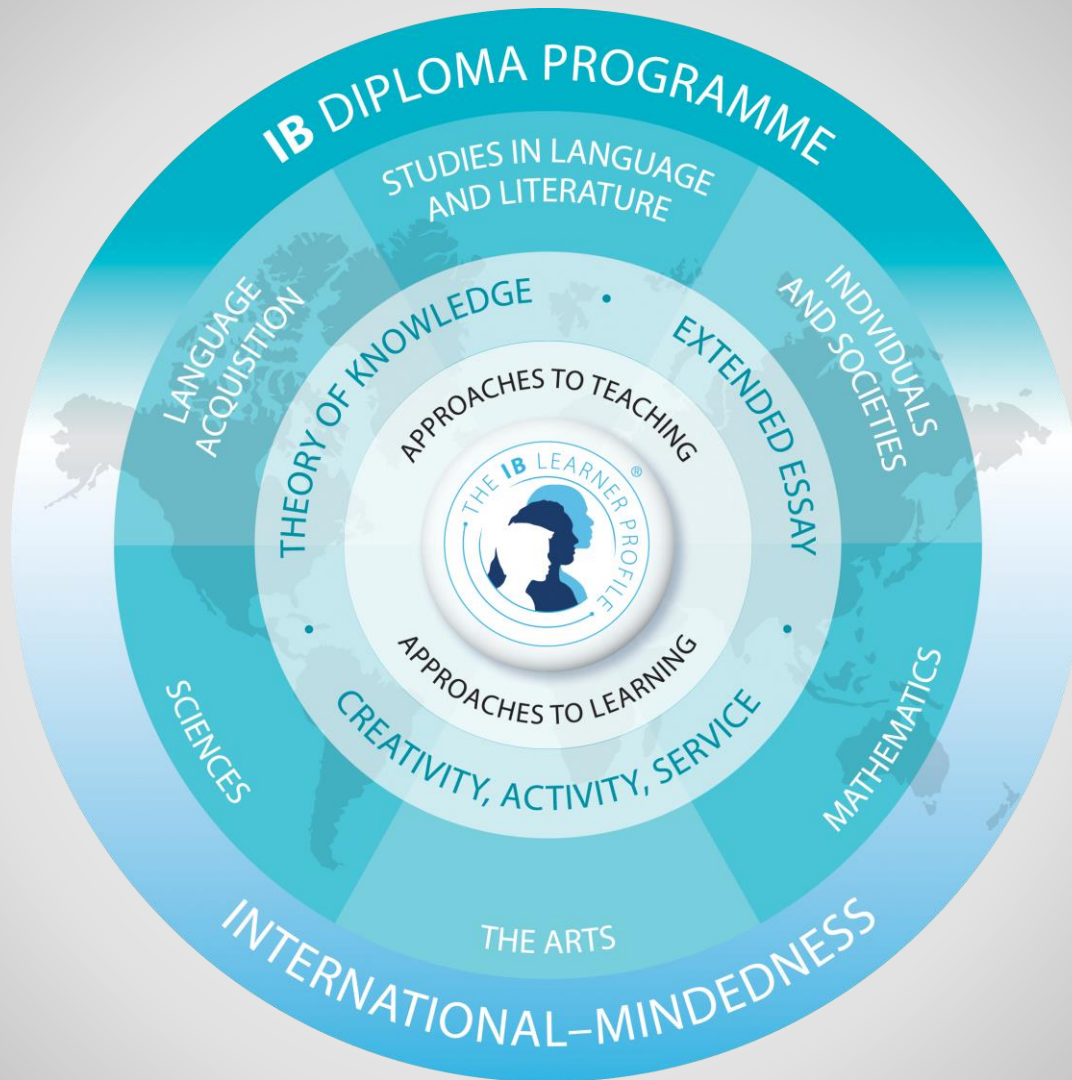 IB DIPLOMA PROGRAMME
STUDIES IN LANGUAGE
AND LITERATURE
LANGUAGE
ACQUISITION
INDIVIDUALS
AND SOCIETIES
THEORY OF KNOWLEDGE
•
EXTENDED ESSAY
APPROACHES TO TEACHING
• THE IB LEARNER PROFILE •
®
APPROACHES TO LEARNING
•
CREATIVITY, ACTIVITY, SERVICE
•
SCIENCES
MATHEMATICS
THE ARTS
INTERNATIONAL–MINDEDNESS